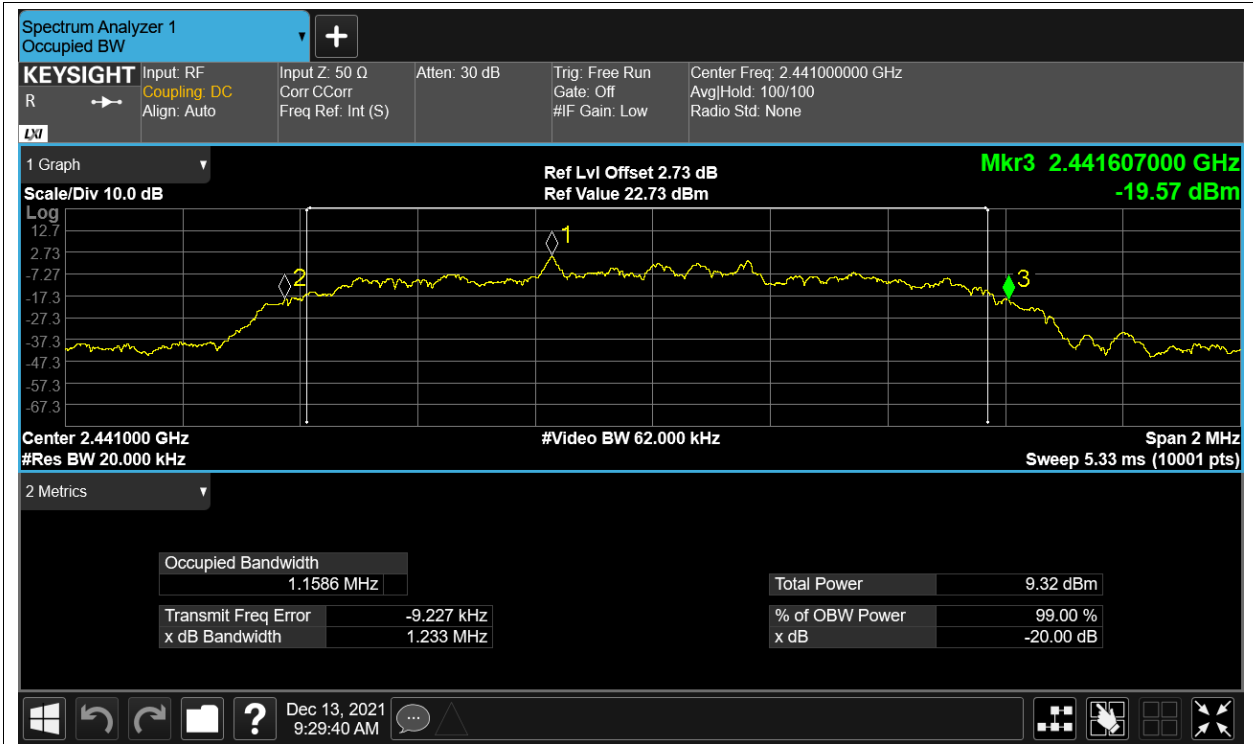 Spectrum Analyzer 1
Occupied BW
KEYSIGHT
R
LXI
Input: RF
Coupling: DC
Align: Auto
Input Z: 50 Ω
Corr CCorr
Freq Ref: Int (S)
Atten: 30 dB
Trig: Free Run
Gate: Off
#IF Gain: Low
Center Freq: 2.441000000 GHz
Avg|Hold: 100/100
Radio Std: None
1 Graph
Scale/Div 10.0 dB
Ref Lvl Offset 2.73 dB
Ref Value 22.73 dBm
Mkr3 2.441607000 GHz
-19.57 dBm
Log
12.7
2.73
-7.27
-17.3
-27.3
-37.3
-47.3
-57.3
-67.3
1
2
3
Center 2.441000 GHz
#Video BW 62.000 kHz
Span 2 MHz
#Res BW 20.000 kHz
Sweep 5.33 ms (10001 pts)
2 Metrics
Occupied Bandwidth
1.1586 MHz
Transmit Freq Error -9.227 kHz
x dB Bandwidth 1.233 MHz
Total Power 9.32 dBm
% of OBW Power 99.00 %
x dB -20.00 dB
?
Dec 13, 2021
9:29:40 AM